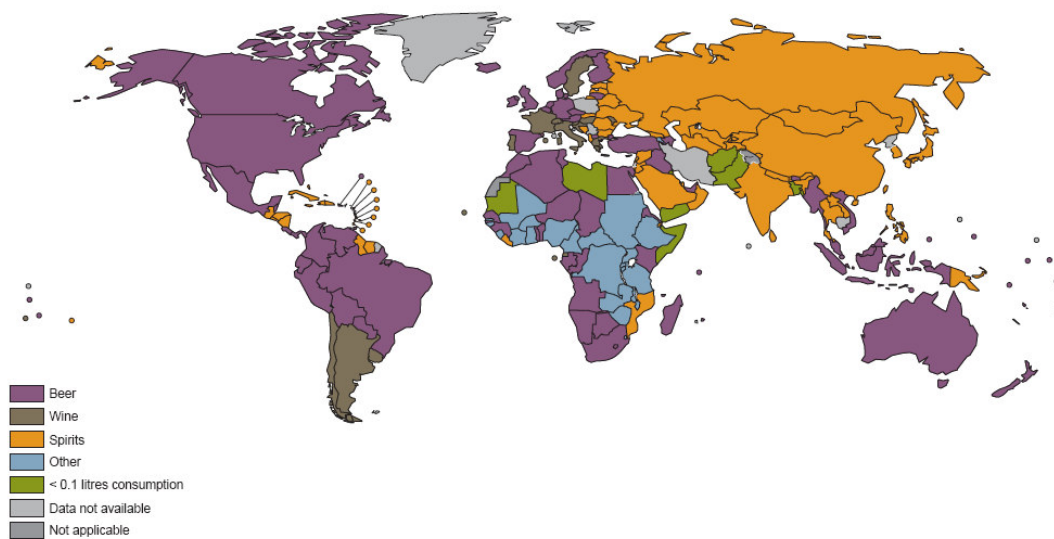 Beer
Wine
Spirits
Other
< 0.1 litres consumption
Data not available
Not applicable